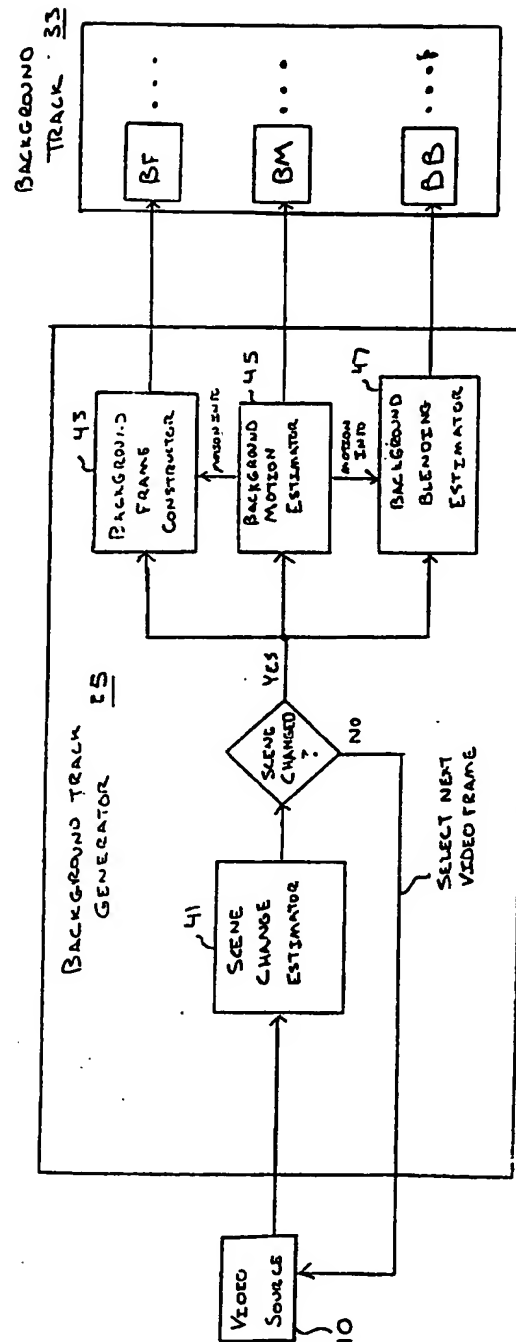 BACKGROUND
TRACK 33
BF
BM
BB
BACKGROUND TRACK
GENERATOR 25
43
BACKGROUND
FRAME
CONSTRUCTOR
MOTION INTO
45
BACKGROUND
MOTION
ESTIMATOR
MOTION
INTO
47
BACKGROUND
BLENDING
ESTIMATOR
YES
SCENE
CHANGED
?
NO
41
SCENE
CHANGE
ESTIMATOR
SELECT NEXT
VIDEO FRAME
VIDEO
SOURCE
10